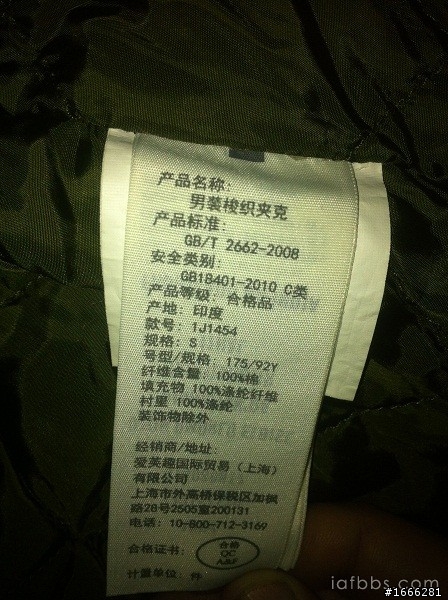 产品名称:
男装梭织夹克
产品标准:
GB/T 2662-2008
安全类别:
GB18401-2010 C类
产品等级: 合格品
产地: 印度
款号: 1J1454
规格: S
号型/规格: 175/92Y
纤维含量: 100%棉
填充物 100%涤纶纤维
衬里 100%涤纶
装饰物除外
经销商/地址:
爱芙趣国际贸易（上海）
有限公司
上海市外高桥保税区加枫
路28号2505室200131
电话: 10-800-712-3169
合格证书:
合格
QC
A&F
计量单位: 件
iafbbs.com
#1666281